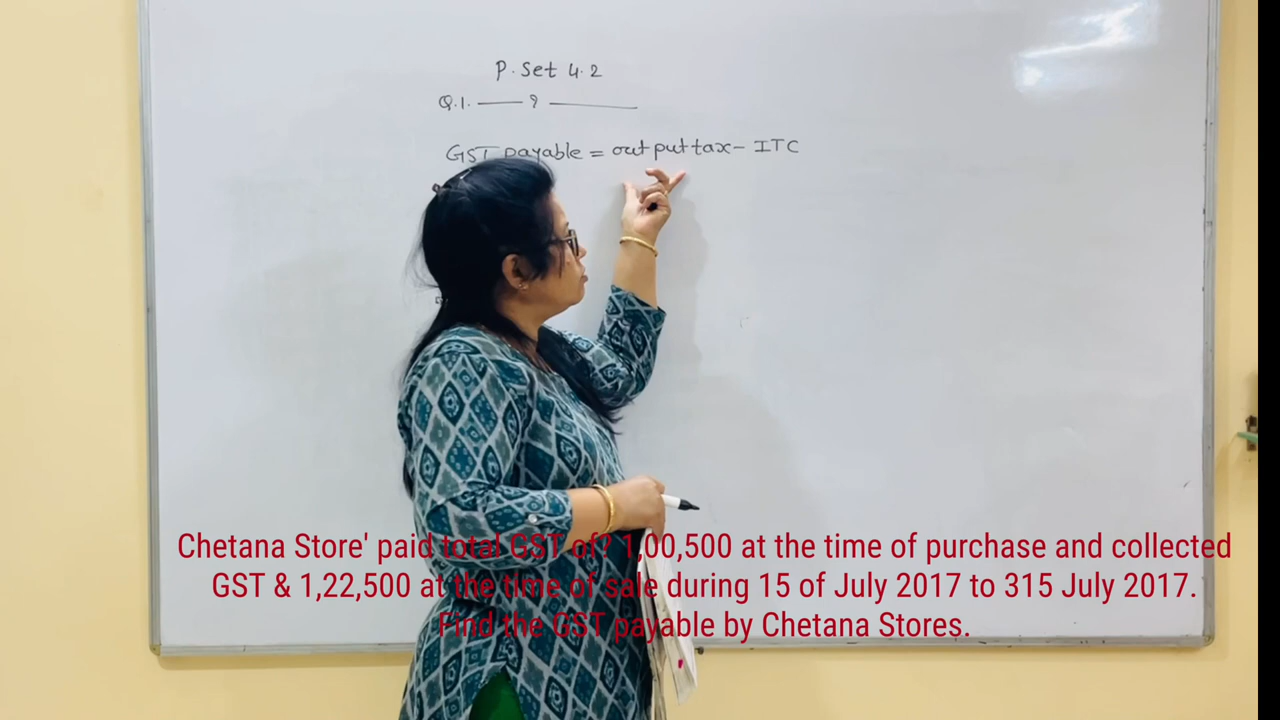 P. Set 4.2
Q.1. —— ? ———
GST payable = out put tax - ITC
Chetana Store' paid total GST of? 1,00,500 at the time of purchase and collected
GST & 1,22,500 at the time of sale during 15 of July 2017 to 315 July 2017.
Find the GST payable by Chetana Stores.